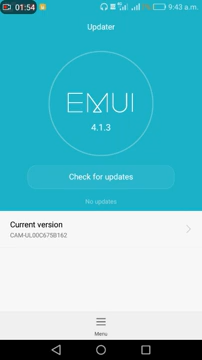 01:54
9:43 a.m.
Updater
EMUI
4.1.3
Check for updates
No updates
Current version
CAM-UL00C675B162
Menu